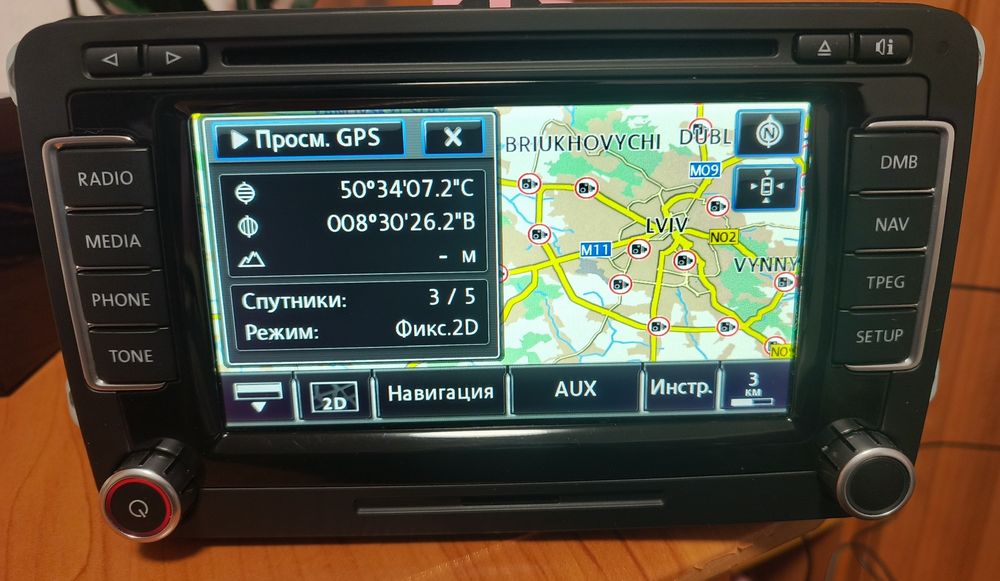 RADIO
MEDIA
PHONE
TONE
Просм. GPS
X
50°34'07.2"С
008°30'26.2"В
- м
Спутники: 3 / 5
Режим: Фикс.2D
BRIUKHOVYCHI
DUBL
N
M09
LVIV
N02
M11
VYNNY
2D
Навигация
AUX
Инстр.
3
КМ
DMB
NAV
TPEG
SETUP